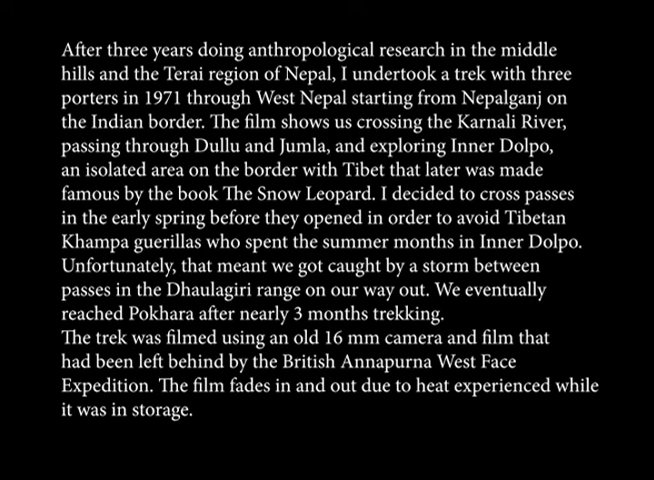 After three years doing anthropological research in the middle
hills and the Terai region of Nepal, I undertook a trek with three
porters in 1971 through West Nepal starting from Nepalganj on
the Indian border. The film shows us crossing the Karnali River,
passing through Dullu and Jumla, and exploring Inner Dolpo,
an isolated area on the border with Tibet that later was made
famous by the book The Snow Leopard. I decided to cross passes
in the early spring before they opened in order to avoid Tibetan
Khampa guerillas who spent the summer months in Inner Dolpo.
Unfortunately, that meant we got caught by a storm between
passes in the Dhaulagiri range on our way out. We eventually
reached Pokhara after nearly 3 months trekking.
The trek was filmed using an old 16 mm camera and film that
had been left behind by the British Annapurna West Face
Expedition. The film fades in and out due to heat experienced while
it was in storage.